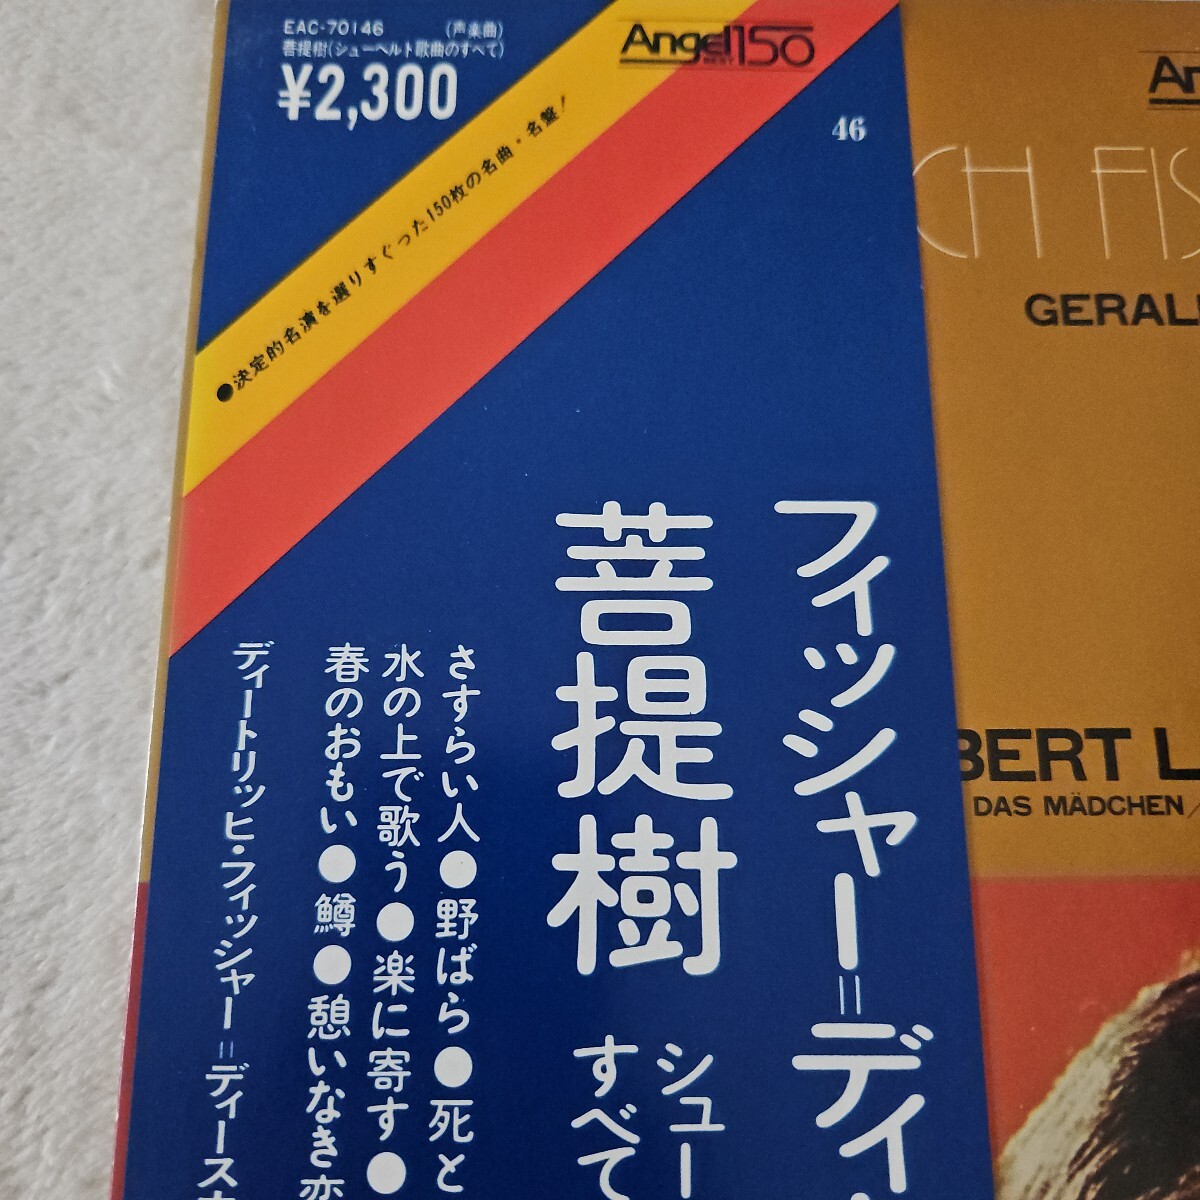 EAC-70146 (声楽曲)
菩提樹(シューベルト歌曲のすべて)
¥2,300
Angel BEST 150
46
●決定的名演を選りすぐった150枚の名曲・名盤!
フィッシャー=ディ
菩提樹
シュー
すべて
さすらい人●野ばら●死と
水の上で歌う●楽に寄す●
春のおもい●鱒●憩いなき恋
ディートリッヒ・フィッシャー=ディースカ
An
CH FIS
GERAL
BERT L
DAS MÄDCHEN/